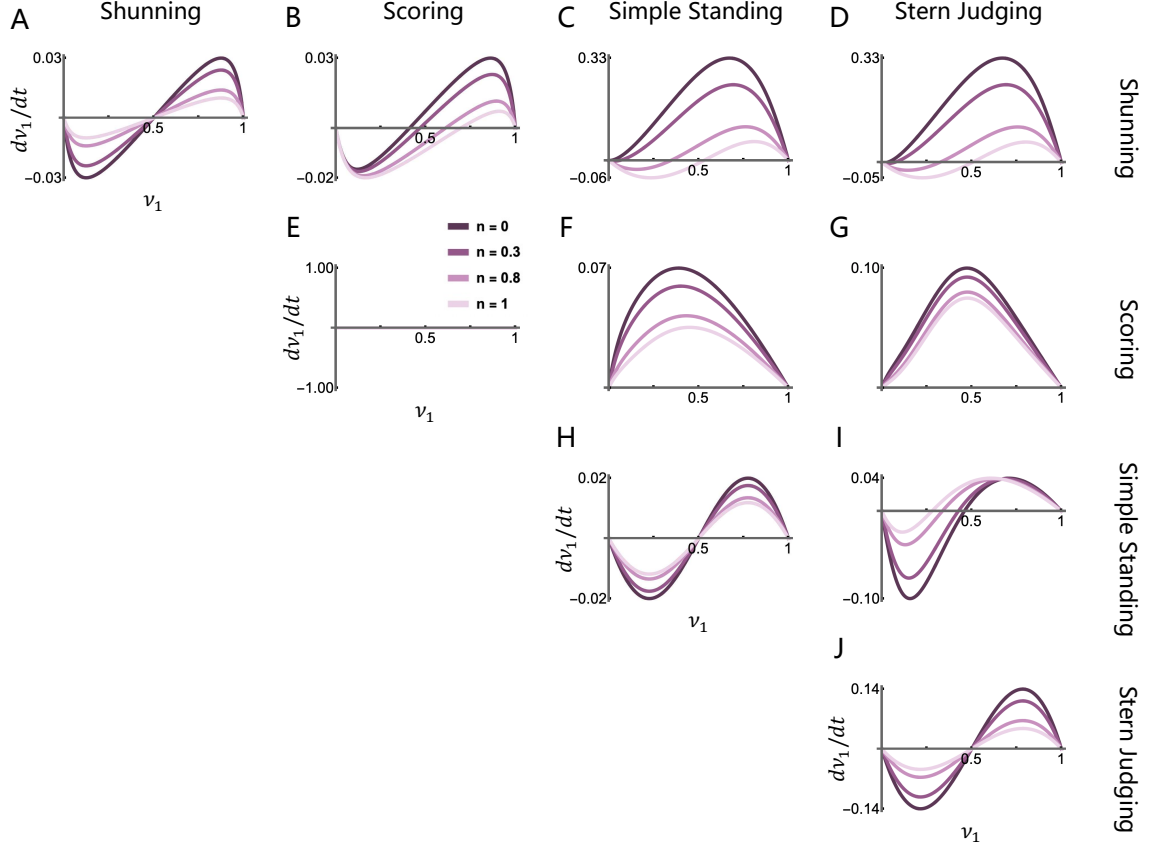 Shunning
Scoring
Simple Standing
Stern Judging
A
B
C
D
0.03
0.03
0.33
0.33
dν₁/dt
0.5
1
0.5
1
0.5
1
0.5
1
−0.03
−0.02
−0.06
−0.05
ν₁
Shunning
E
F
G
n = 0
n = 0.3
n = 0.8
n = 1
1.00
0.07
0.10
dν₁/dt
0.5
1
−1.00
0.5
1
0.5
1
ν₁
Scoring
H
I
0.02
0.04
dν₁/dt
0.5
1
0.5
1
−0.02
−0.10
ν₁
Simple Standing
J
0.14
dν₁/dt
0.5
1
−0.14
ν₁
Stern Judging